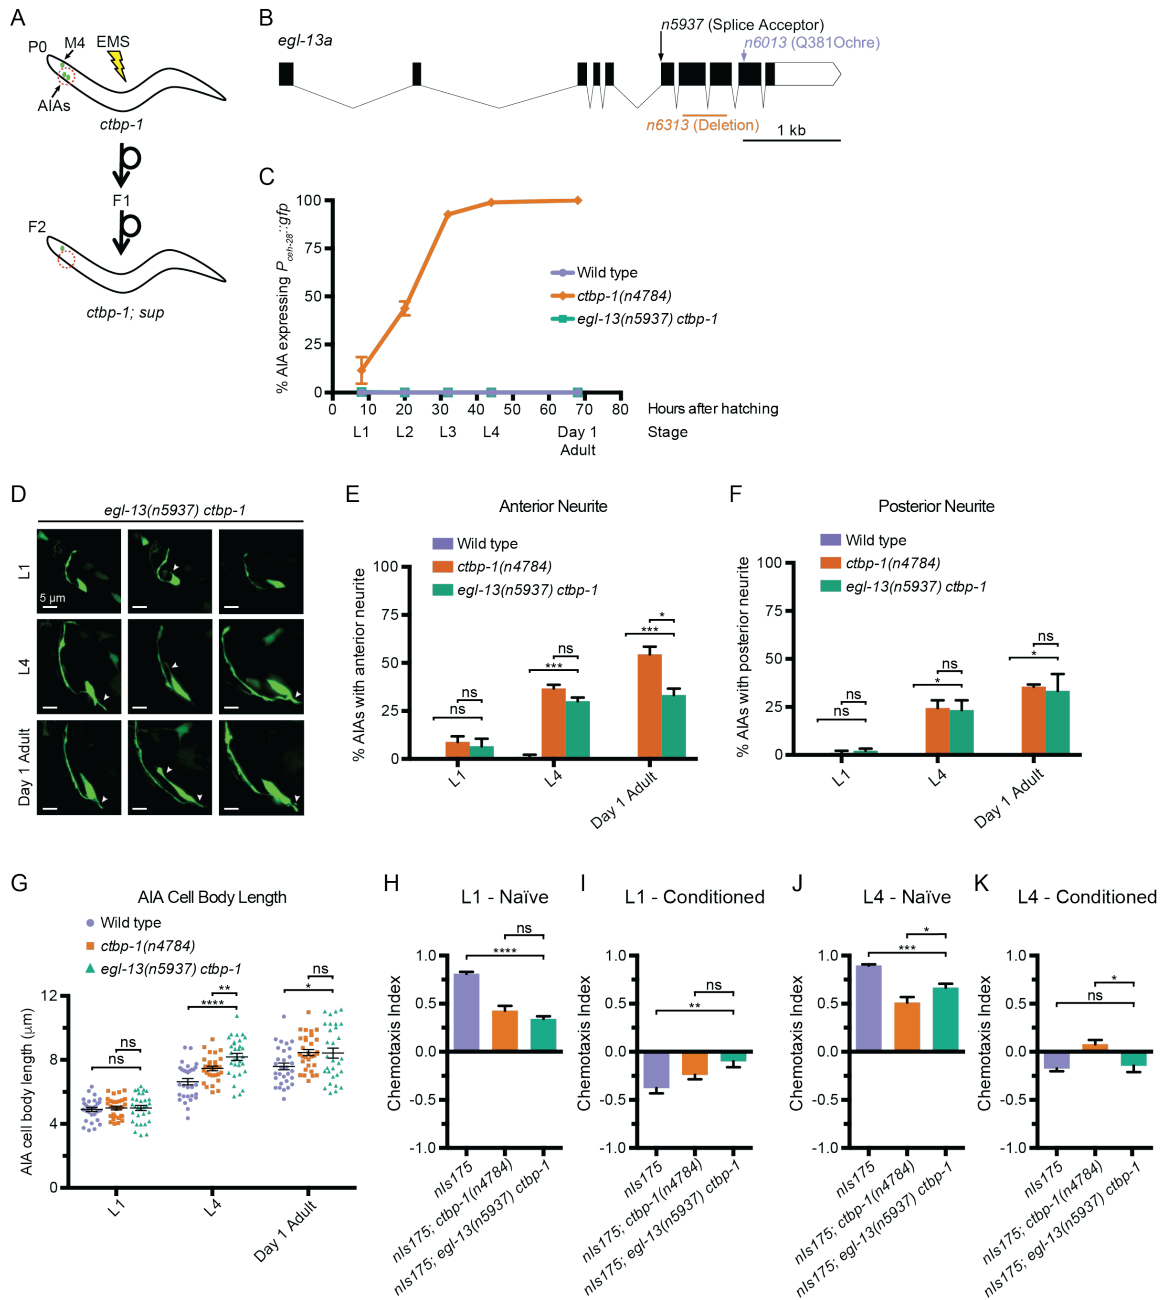 A
P0
M4
EMS
AIAs
ctbp-1
F1
F2
ctbp-1; sup
B
egl-13a
n5937 (Splice Acceptor)
n6013 (Q381Ochre)
n6313 (Deletion)
1 kb
C
% AIA expressing Pceh-28::gfp
100
75
50
25
0
0 10 20 30 40 50 60 70 80
Hours after hatching
L1 L2 L3 L4 Day 1 Adult
Stage
Wild type
ctbp-1(n4784)
egl-13(n5937) ctbp-1
D
egl-13(n5937) ctbp-1
L1
5 µm
L4
Day 1 Adult
E
Anterior Neurite
Wild type
ctbp-1(n4784)
egl-13(n5937) ctbp-1
% AIAs with anterior neurite
100
75
50
25
0
ns
ns
ns
***
*
***
L1
L4
Day 1 Adult
F
Posterior Neurite
Wild type
ctbp-1(n4784)
egl-13(n5937) ctbp-1
% AIAs with posterior neurite
100
75
50
25
0
ns
ns
ns
*
ns
*
L1
L4
Day 1 Adult
G
AIA Cell Body Length
Wild type
ctbp-1(n4784)
egl-13(n5937) ctbp-1
AIA cell body length (µm)
12
8
4
0
ns
ns
**
****
ns
*
L1
L4
Day 1 Adult
H
L1 - Naïve
Chemotaxis Index
1.0
0.5
0.0
-0.5
-1.0
ns
****
nIs175
nIs175; ctbp-1(n4784)
nIs175; egl-13(n5937) ctbp-1
I
L1 - Conditioned
Chemotaxis Index
1.0
0.5
0.0
-0.5
-1.0
ns
**
nIs175
nIs175; ctbp-1(n4784)
nIs175; egl-13(n5937) ctbp-1
J
L4 - Naïve
Chemotaxis Index
1.0
0.5
0.0
-0.5
-1.0
*
***
nIs175
nIs175; ctbp-1(n4784)
nIs175; egl-13(n5937) ctbp-1
K
L4 - Conditioned
Chemotaxis Index
1.0
0.5
0.0
-0.5
-1.0
*
ns
nIs175
nIs175; ctbp-1(n4784)
nIs175; egl-13(n5937) ctbp-1